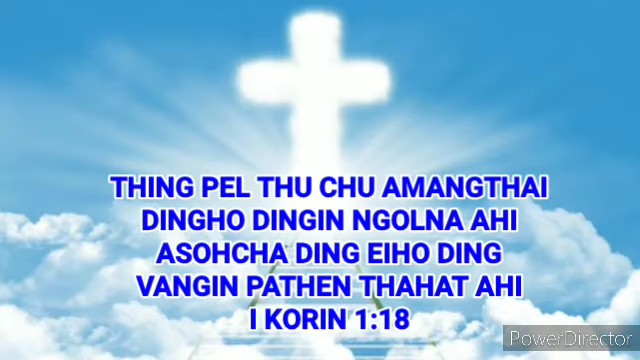 THING PEL THU CHU AMANGTHAI
DINGHO DINGIN NGOLNA AHI
ASOHCHA DING EIHO DING
VANGIN PATHEN THAHAT AHI
I KORIN 1:18
PowerDirector